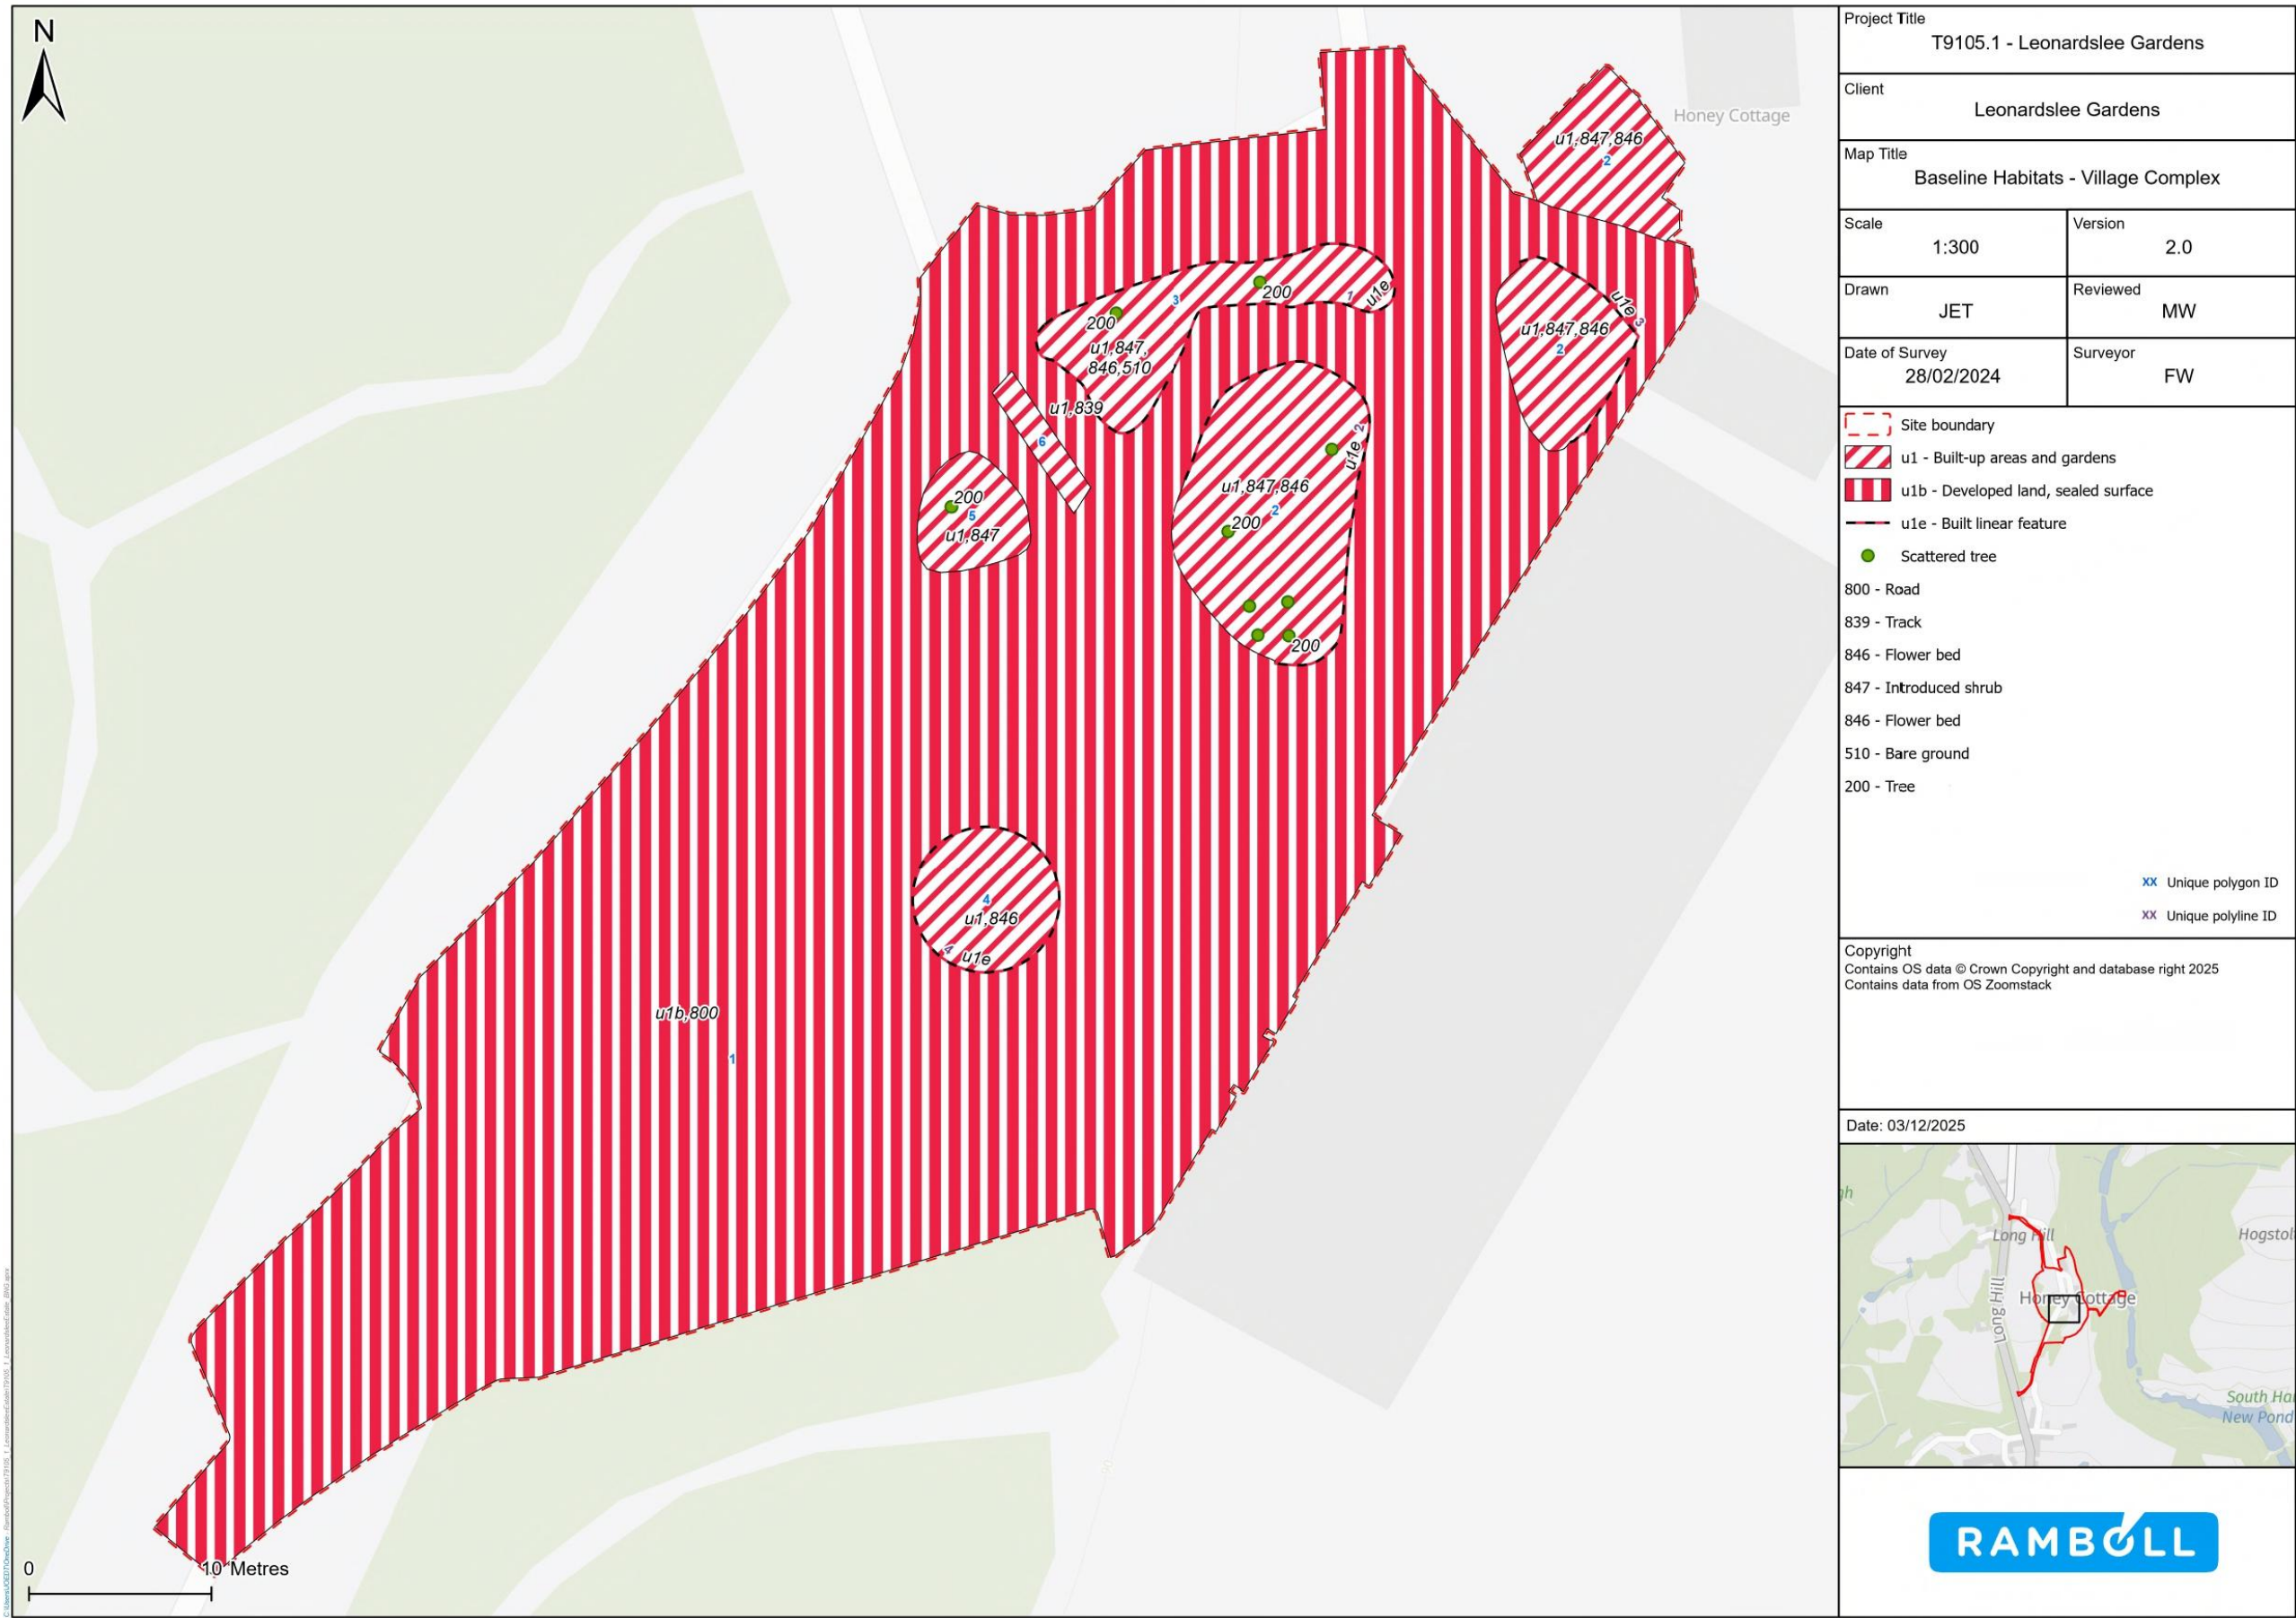 N
Honey Cottage
u1,847,846
2
200
3
200
1
u1e
u1,847,
846,510
u1e
3
u1,847,846
2
u1,839
6
2
u1e
u1,847,846
2
200
200
5
u1,847
200
4
u1,846
4
u1e
u1b,800
1
0
10 Metres
Project Title
T9105.1 - Leonardslee Gardens
Client
Leonardslee Gardens
Map Title
Baseline Habitats - Village Complex
Scale
1:300
Version
2.0
Drawn
JET
Reviewed
MW
Date of Survey
28/02/2024
Surveyor
FW
Site boundary
u1 - Built-up areas and gardens
u1b - Developed land, sealed surface
u1e - Built linear feature
Scattered tree
800 - Road
839 - Track
846 - Flower bed
847 - Introduced shrub
846 - Flower bed
510 - Bare ground
200 - Tree
XX Unique polygon ID
XX Unique polyline ID
Copyright
Contains OS data © Crown Copyright and database right 2025
Contains data from OS Zoomstack
Date: 03/12/2025
Long Hill
Long Hill
Honey Cottage
South Ha
New Pond
RAMBOLL